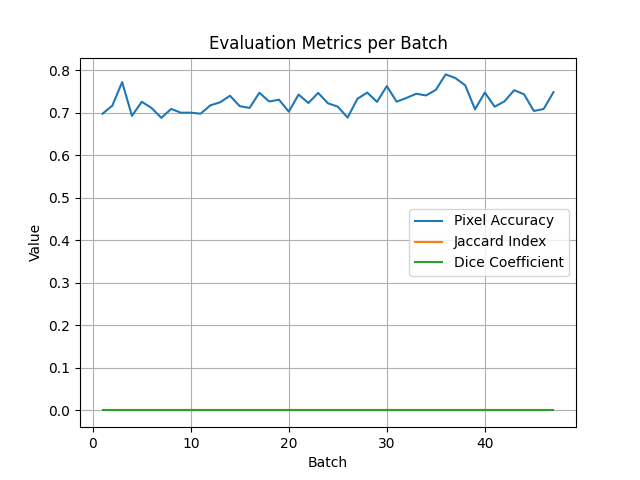 Evaluation Metrics per Batch
0.8
0.7
0.6
0.5
0.4
0.3
0.2
0.1
0.0
Value
Pixel Accuracy
Jaccard Index
Dice Coefficient
0 10 20 30 40
Batch